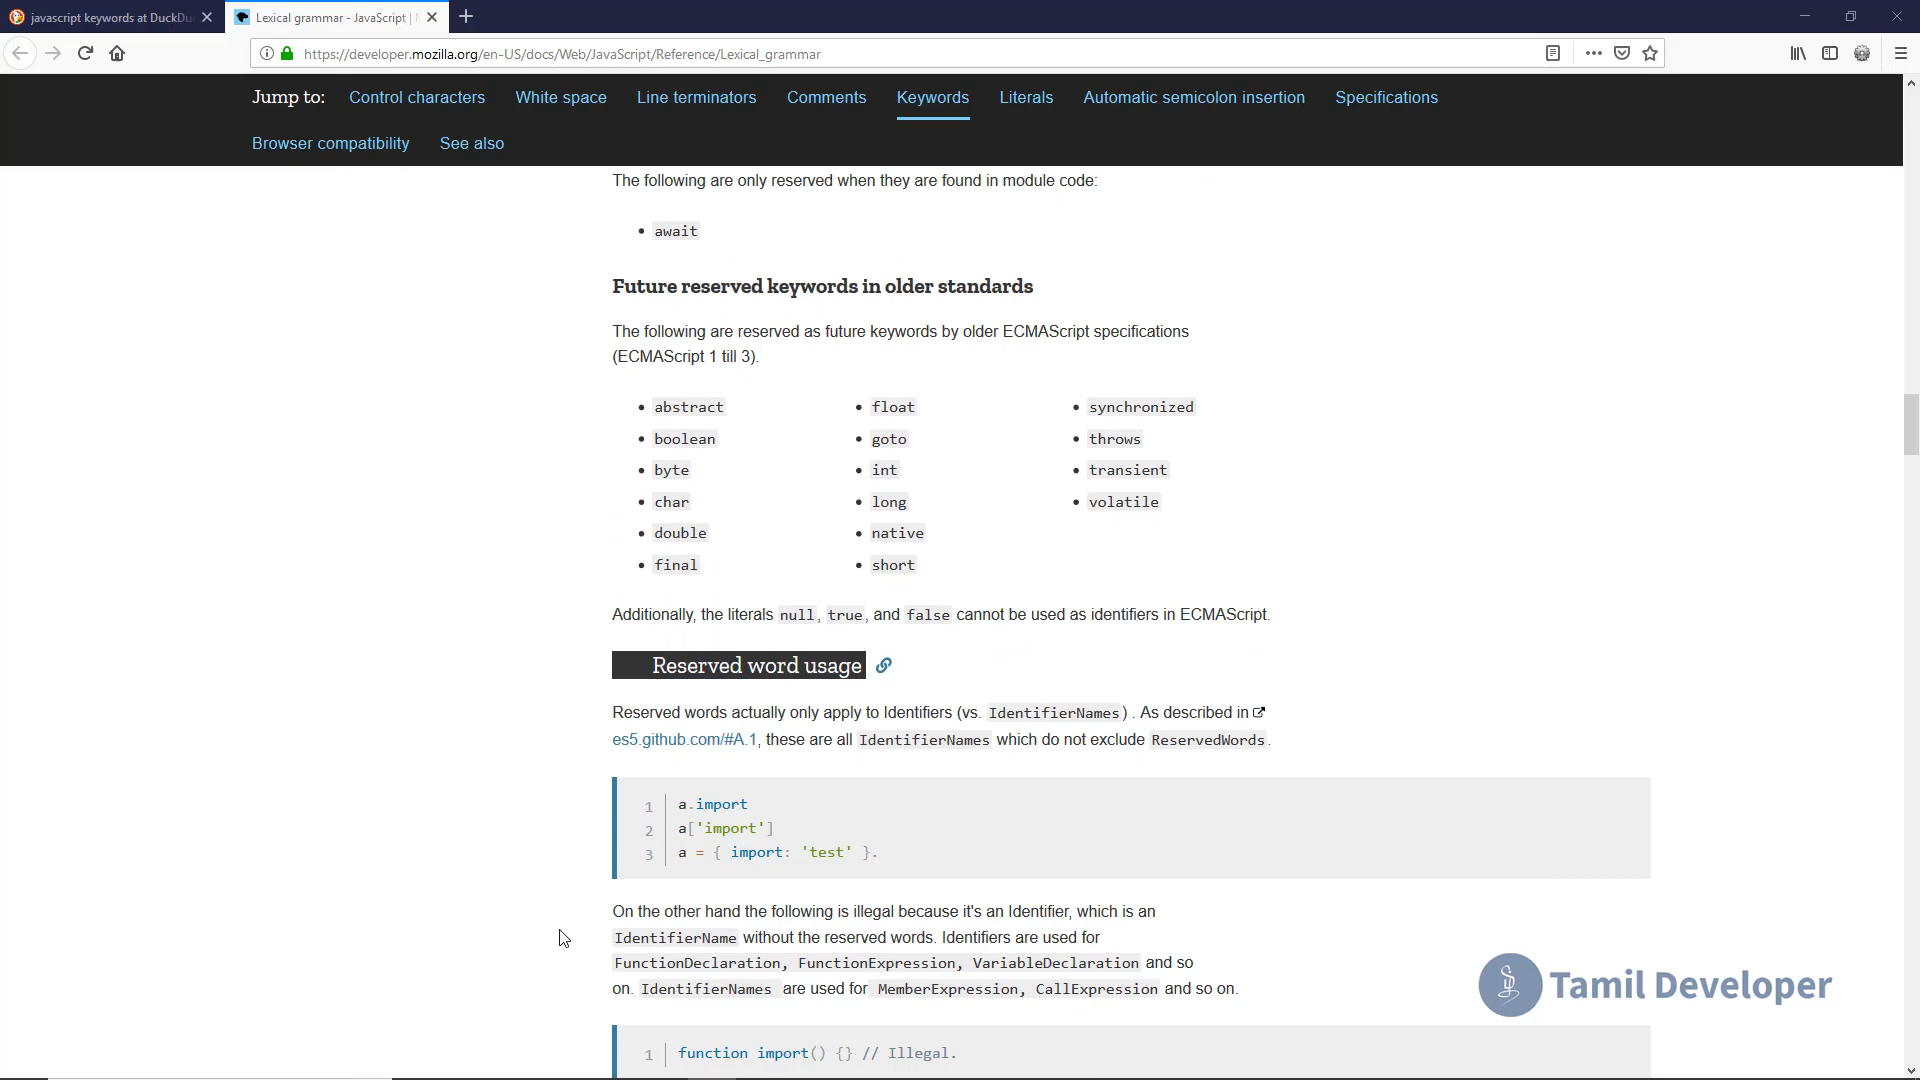 javascript keywords at DuckDu
Lexical grammar - JavaScript |
https://developer.mozilla.org/en-US/docs/Web/JavaScript/Reference/Lexical_grammar
Jump to: Control characters White space Line terminators Comments Keywords Literals Automatic semicolon insertion Specifications
Browser compatibility See also
The following are only reserved when they are found in module code:
• await
Future reserved keywords in older standards
The following are reserved as future keywords by older ECMAScript specifications
(ECMAScript 1 till 3).
• abstract
• boolean
• byte
• char
• double
• final
• float
• goto
• int
• long
• native
• short
• synchronized
• throws
• transient
• volatile
Additionally, the literals null, true, and false cannot be used as identifiers in ECMAScript.
Reserved word usage
Reserved words actually only apply to Identifiers (vs. IdentifierNames) . As described in
es5.github.com/#A.1, these are all IdentifierNames which do not exclude ReservedWords.
1 a.import
2 a['import']
3 a = { import: 'test' }.
On the other hand the following is illegal because it's an Identifier, which is an
IdentifierName without the reserved words. Identifiers are used for
FunctionDeclaration, FunctionExpression, VariableDeclaration and so
on. IdentifierNames are used for MemberExpression, CallExpression and so on.
1 function import() {} // Illegal.
Tamil Developer